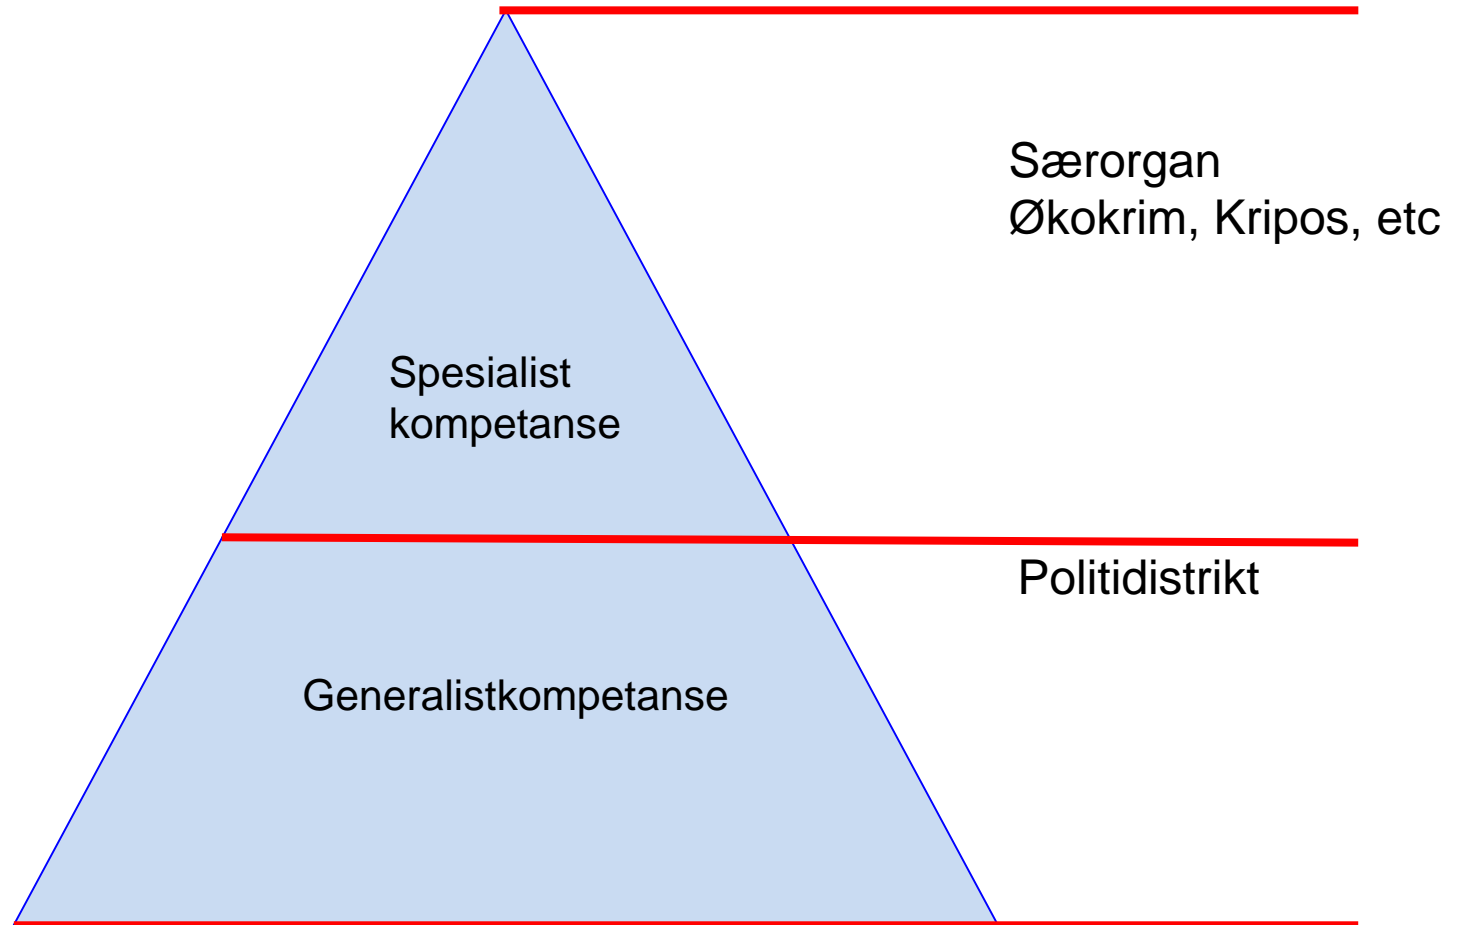 Særorgan
Økokrim, Kripos, etc
Spesialist
kompetanse
Politidistrikt
Generalistkompetanse